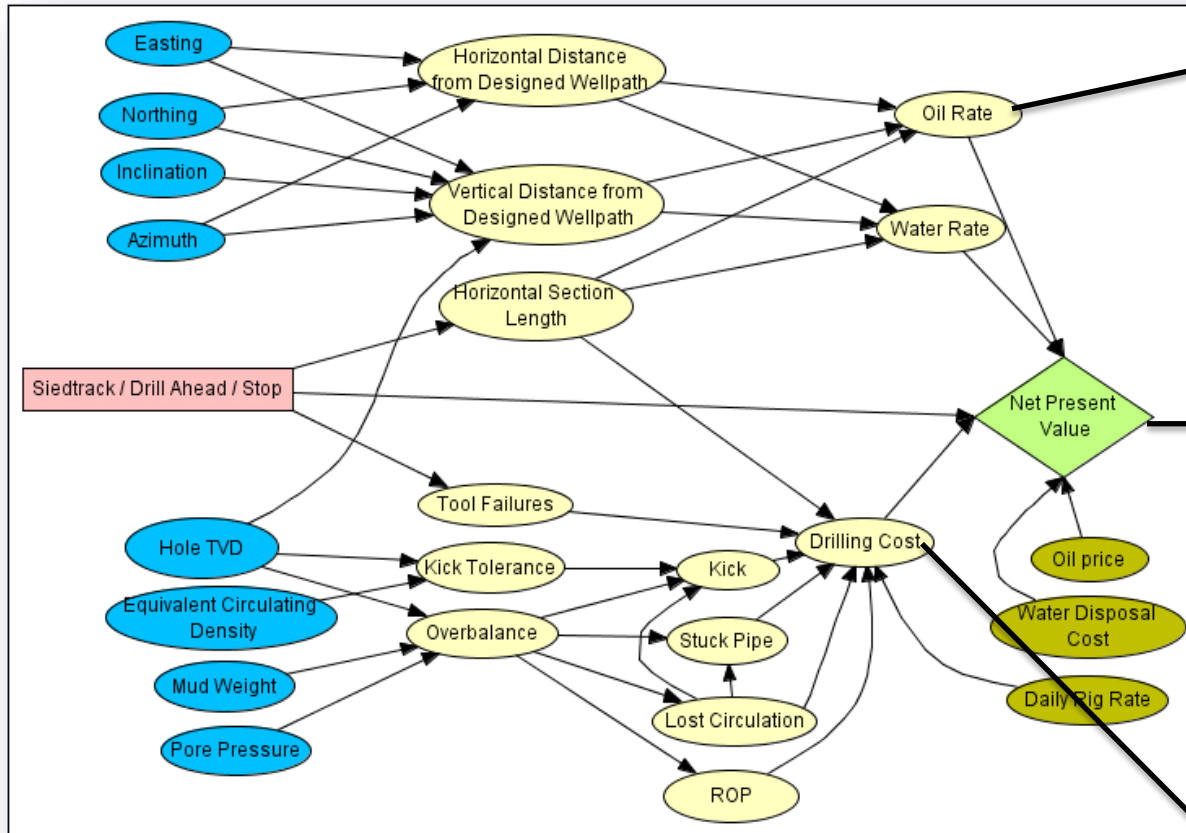 Easting
Northing
Inclination
Azimuth
Horizontal Distance
from Designed Wellpath
Vertical Distance from
Designed Wellpath
Horizontal Section
Length
Oil Rate
Water Rate
Siedtrack / Drill Ahead / Stop
Net Present
Value
Tool Failures
Hole TVD
Kick Tolerance
Kick
Drilling Cost
Oil price
Equivalent Circulating
Density
Overbalance
Stuck Pipe
Water Disposal
Cost
Mud Weight
Lost Circulation
Daily Rig Rate
Pore Pressure
ROP